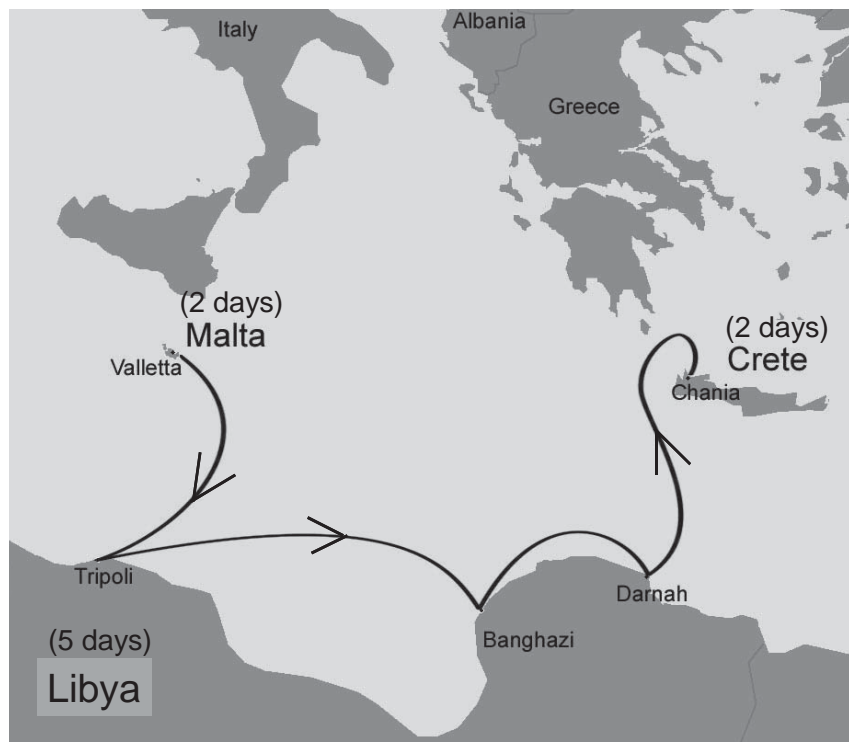 Italy
Albania
Greece
(2 days)
Malta
Valletta
(2 days)
Crete
Chania
Tripoli
Darnah
Banghazi
(5 days)
Libya